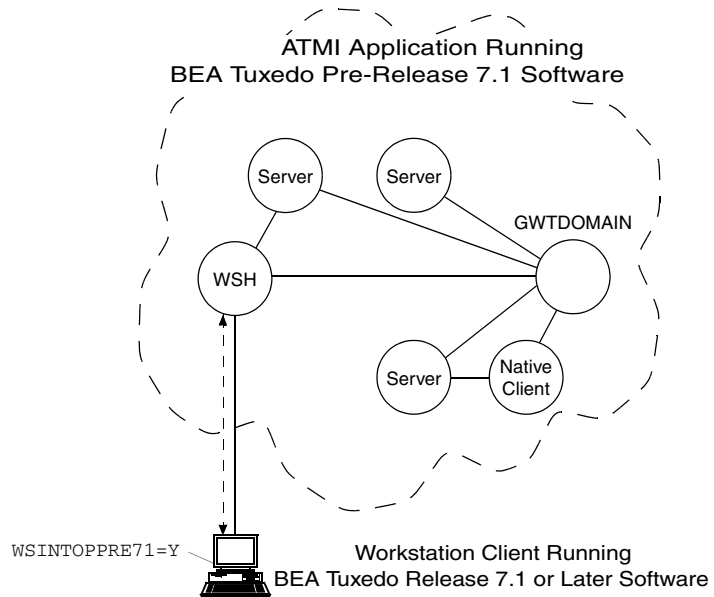 ATMI Application Running
BEA Tuxedo Pre-Release 7.1 Software
Server
Server
GWTDOMAIN
WSH
Server
Native
Client
WSINTOPPRE71=Y
Workstation Client Running
BEA Tuxedo Release 7.1 or Later Software